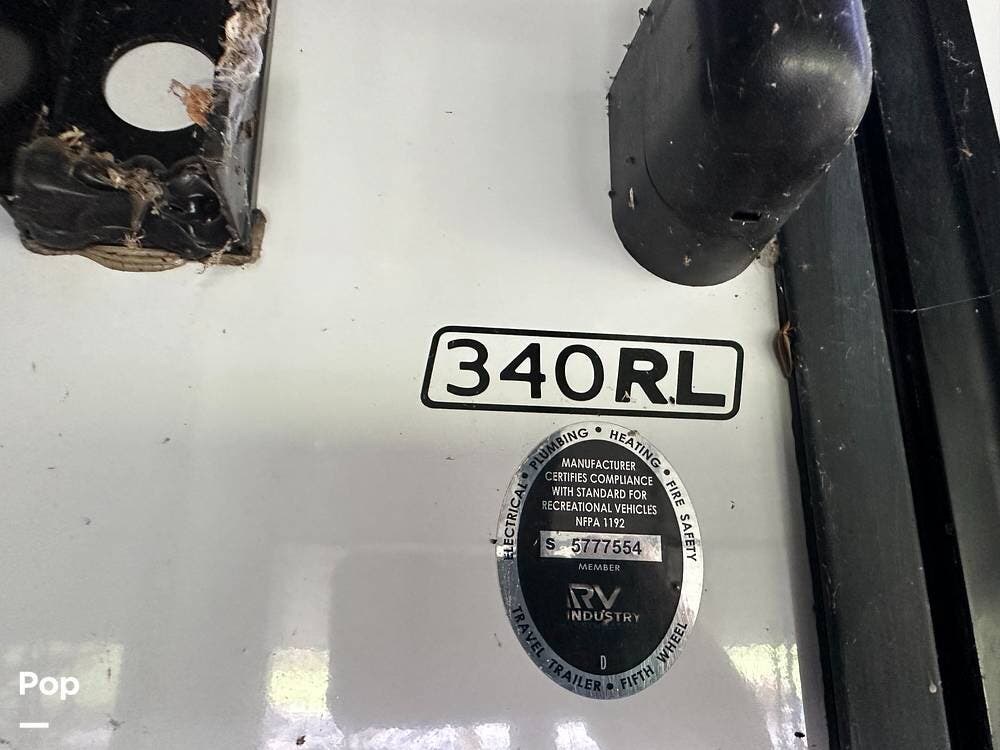 340RL
ELECTRICAL • PLUMBING • HEATING • FIRE SAFETY
MANUFACTURER
CERTIFIES COMPLIANCE
WITH STANDARD FOR
RECREATIONAL VEHICLES
NFPA 1192
S 5777554
MEMBER
RV
INDUSTRY
D
TRAVEL TRAILER • FIFTH WHEEL
Pop